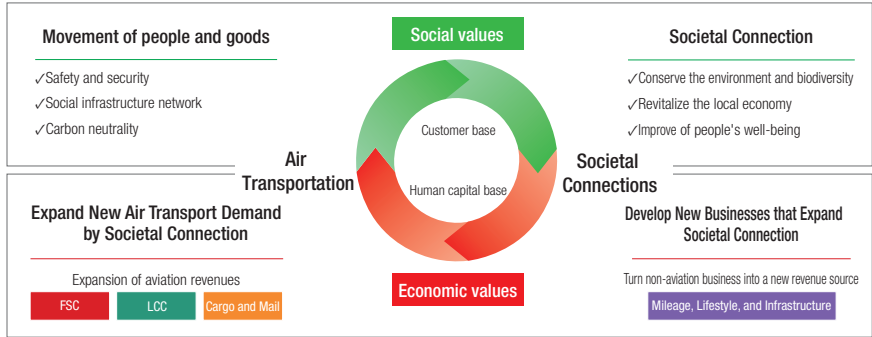 Movement of people and goods
✓Safety and security
✓Social infrastructure network
✓Carbon neutrality
Social values
Societal Connection
✓Conserve the environment and biodiversity
✓Revitalize the local economy
✓Improve of people's well-being
Air
Transportation
Customer base
Human capital base
Societal
Connections
Expand New Air Transport Demand
by Societal Connection
Expansion of aviation revenues
FSC
LCC
Cargo and Mail
Economic values
Develop New Businesses that Expand
Societal Connection
Turn non-aviation business into a new revenue source
Mileage, Lifestyle, and Infrastructure